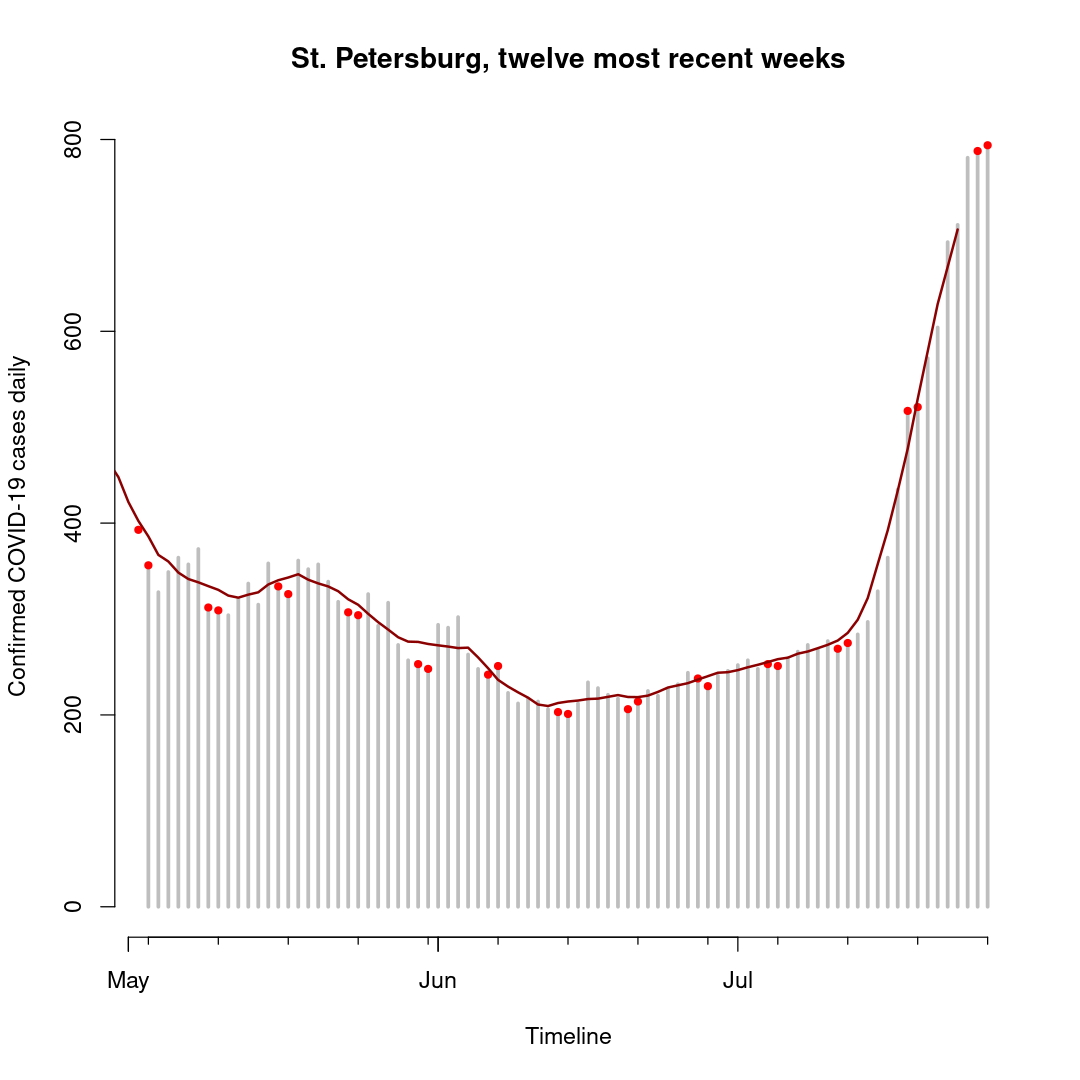 St. Petersburg, twelve most recent weeks
Confirmed COVID-19 cases daily
800
600
400
200
0
May Jun Jul
Timeline